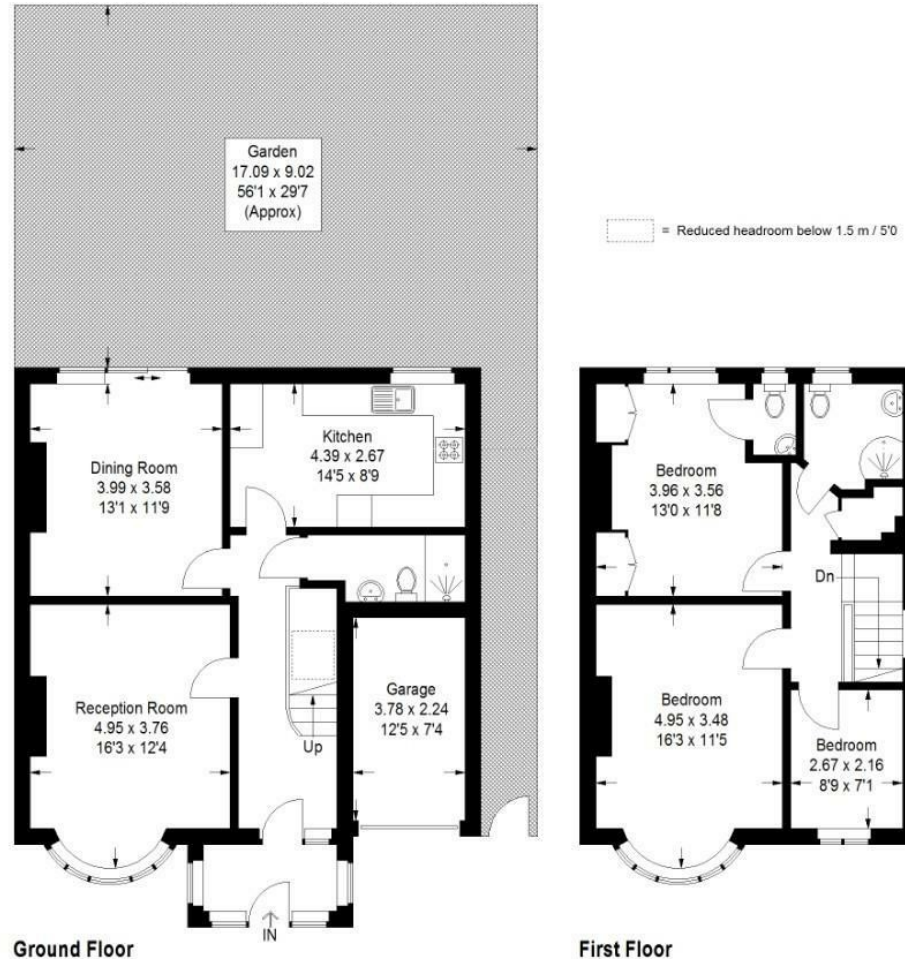 Garden
17.09 x 9.02
56'1 x 29'7
(Approx)
= Reduced headroom below 1.5 m / 5'0
Kitchen
4.39 x 2.67
14'5 x 8'9
Dining Room
3.99 x 3.58
13'1 x 11'9
Reception Room
4.95 x 3.76
16'3 x 12'4
Up
Garage
3.78 x 2.24
12'5 x 7'4
IN
Ground Floor
Bedroom
3.96 x 3.56
13'0 x 11'8
Dn
Bedroom
4.95 x 3.48
16'3 x 11'5
Bedroom
2.67 x 2.16
8'9 x 7'1
First Floor